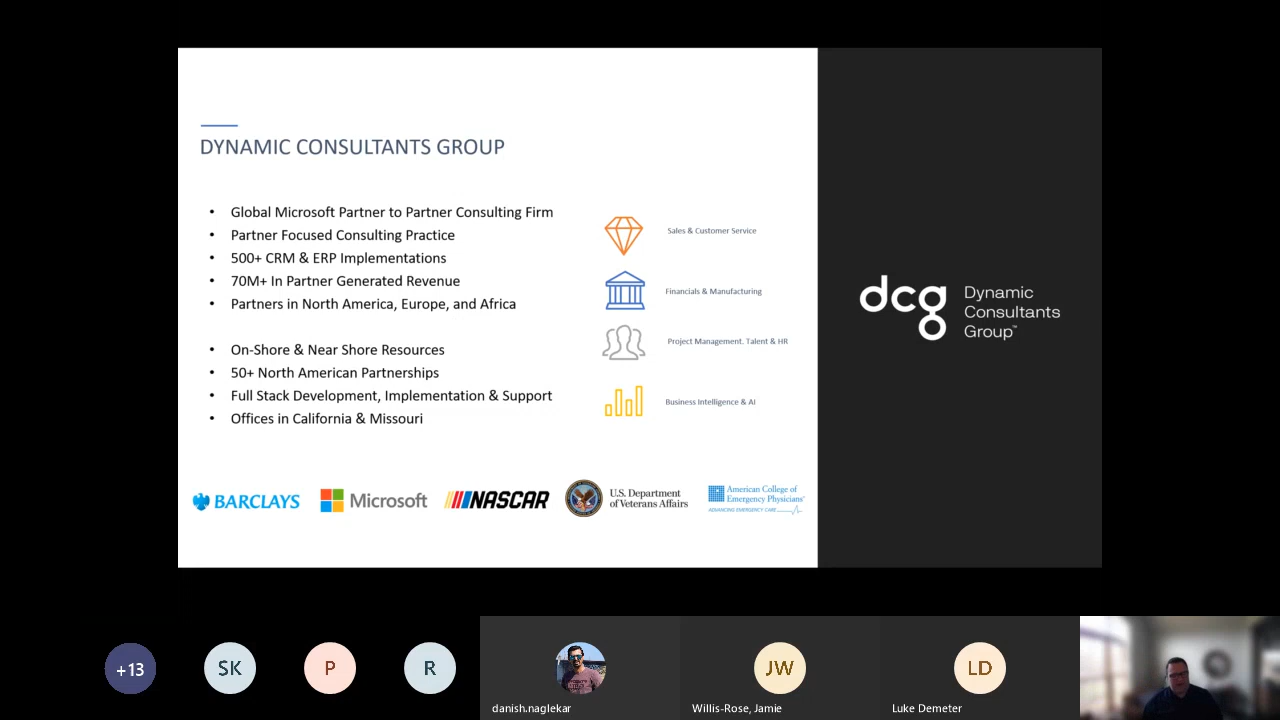 DYNAMIC CONSULTANTS GROUP
• Global Microsoft Partner to Partner Consulting Firm
• Partner Focused Consulting Practice
• 500+ CRM & ERP Implementations
• 70M+ In Partner Generated Revenue
• Partners in North America, Europe, and Africa
• On-Shore & Near Shore Resources
• 50+ North American Partnerships
• Full Stack Development, Implementation & Support
• Offices in California & Missouri
Sales & Customer Service
Financials & Manufacturing
Project Management. Talent & HR
Business Intelligence & AI
BARCLAYS
Microsoft
NASCAR
U.S. Department
of Veterans Affairs
American College of
Emergency Physicians®
ADVANCING EMERGENCY CARE
dcg
Dynamic
Consultants
Group™
+13
SK
P
R
danish.naglekar
JW
Willis-Rose, Jamie
LD
Luke Demeter